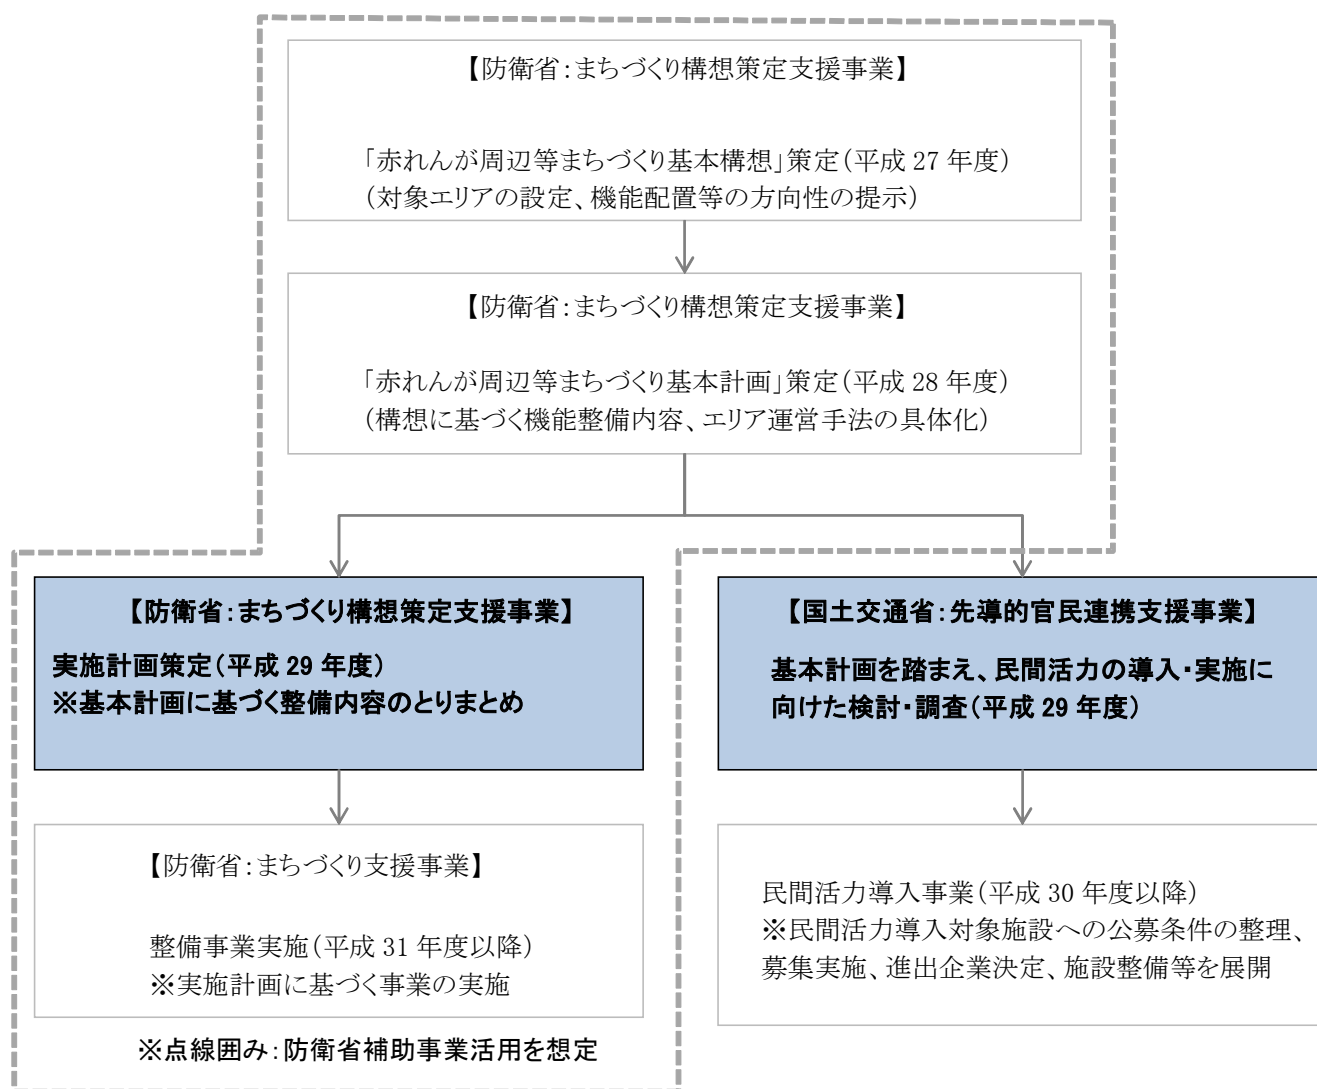 【防衛省：まちづくり構想策定支援事業】
「赤れんが周辺等まちづくり基本構想」策定（平成 27 年度）
（対象エリアの設定、機能配置等の方向性の提示）
【防衛省：まちづくり構想策定支援事業】
「赤れんが周辺等まちづくり基本計画」策定（平成 28 年度）
（構想に基づく機能整備内容、エリア運営手法の具体化）
【防衛省：まちづくり構想策定支援事業】
実施計画策定（平成 29 年度）
※基本計画に基づく整備内容のとりまとめ
【国土交通省：先導的官民連携支援事業】
基本計画を踏まえ、民間活力の導入・実施に
向けた検討・調査（平成 29 年度）
【防衛省：まちづくり支援事業】
整備事業実施（平成 31 年度以降）
※実施計画に基づく事業の実施
民間活力導入事業（平成 30 年度以降）
※民間活力導入対象施設への公募条件の整理、
募集実施、進出企業決定、施設整備等を展開
※点線囲み：防衛省補助事業活用を想定